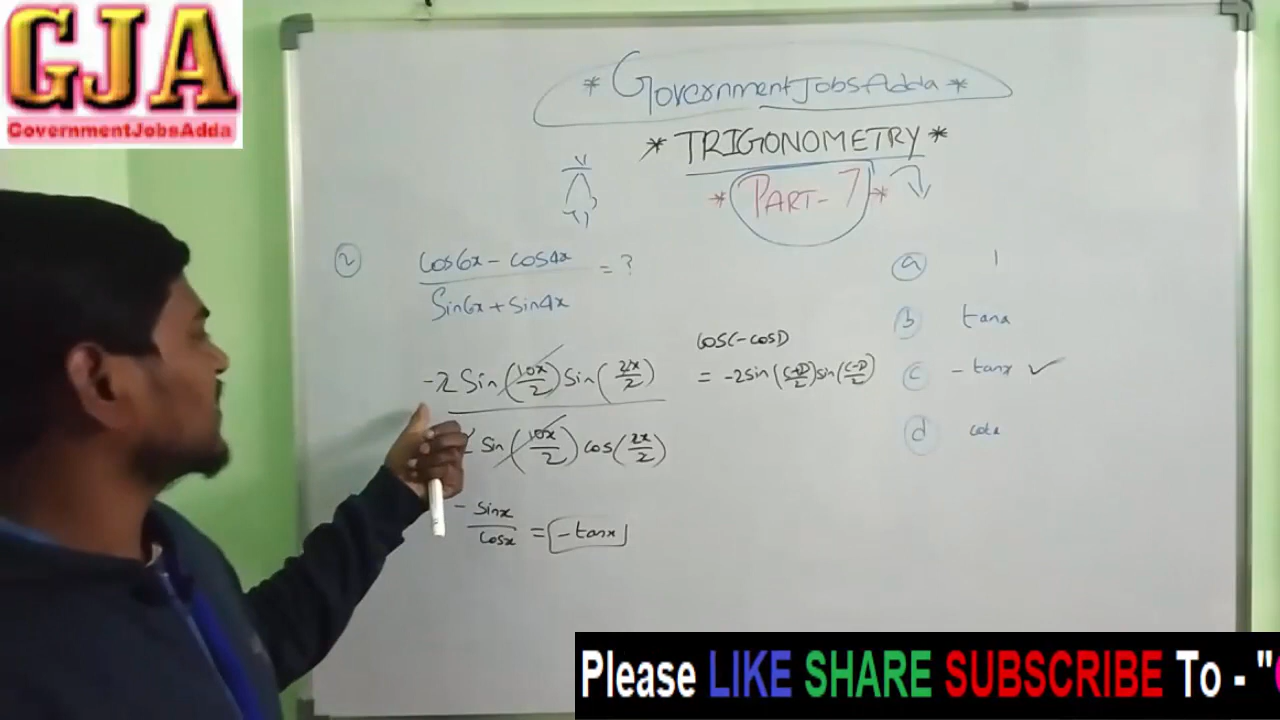 GJA
GovernmentJobsAdda
* GovernmentJobsAdda *
* TRIGONOMETRY *
* PART-7 *
2 cos6x - cos4x / Sin6x + sin4x = ?
-2 Sin (10x/2) Sin (2x/2)
2 sin (10x/2) cos (2x/2)
- sinx / cosx = - tanx
cosC - cosD
= -2sin (C+D/2) sin (C-D/2)
a 1
b tanx
c - tanx ✓
d cotx
Please LIKE SHARE SUBSCRIBE To - "